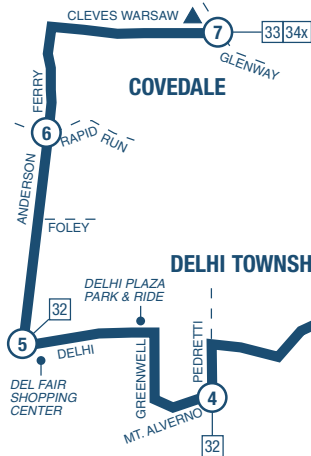 CLEVES WARSAW
7
33 34x
GLENWAY
COVEDALE
FERRY
6
RAPID RUN
ANDERSON
FOLEY
DELHI TOWNSH
32
DELHI PLAZA
PARK & RIDE
5
DELHI
DEL FAIR
SHOPPING
CENTER
GREENWELL
PEDRETTI
4
MT. ALVERNO
32